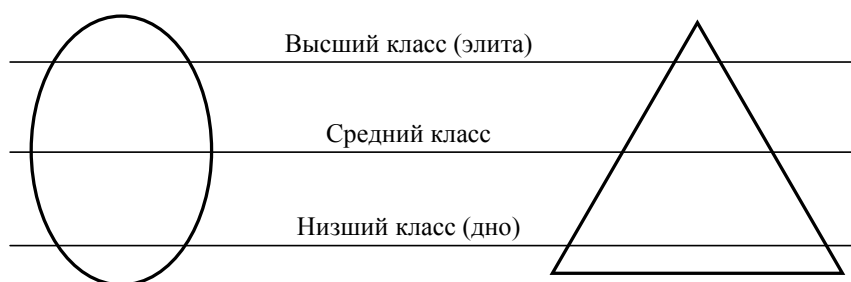 Высший класс (элита)
Средний класс
Низший класс (дно)